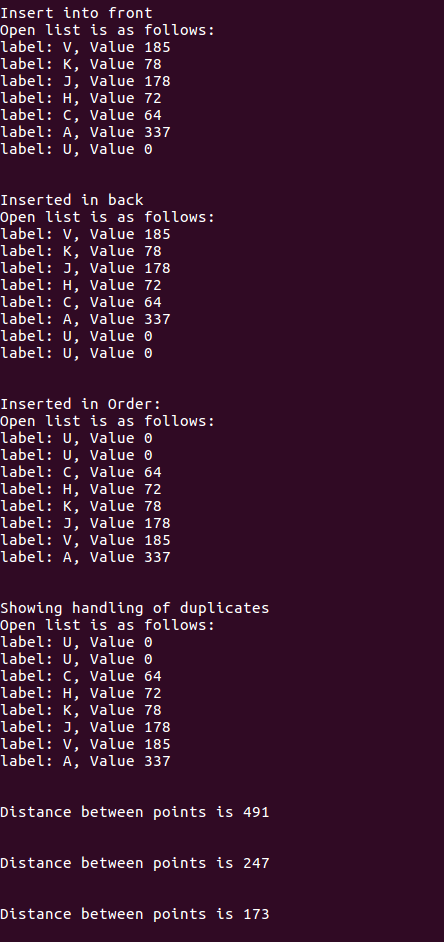 Insert into front
Open list is as follows:
label: V, Value 185
label: K, Value 78
label: J, Value 178
label: H, Value 72
label: C, Value 64
label: A, Value 337
label: U, Value 0
Inserted in back
Open list is as follows:
label: V, Value 185
label: K, Value 78
label: J, Value 178
label: H, Value 72
label: C, Value 64
label: A, Value 337
label: U, Value 0
label: U, Value 0
Inserted in Order:
Open list is as follows:
label: U, Value 0
label: U, Value 0
label: C, Value 64
label: H, Value 72
label: K, Value 78
label: J, Value 178
label: V, Value 185
label: A, Value 337
Showing handling of duplicates
Open list is as follows:
label: U, Value 0
label: U, Value 0
label: C, Value 64
label: H, Value 72
label: K, Value 78
label: J, Value 178
label: V, Value 185
label: A, Value 337
Distance between points is 491
Distance between points is 247
Distance between points is 173